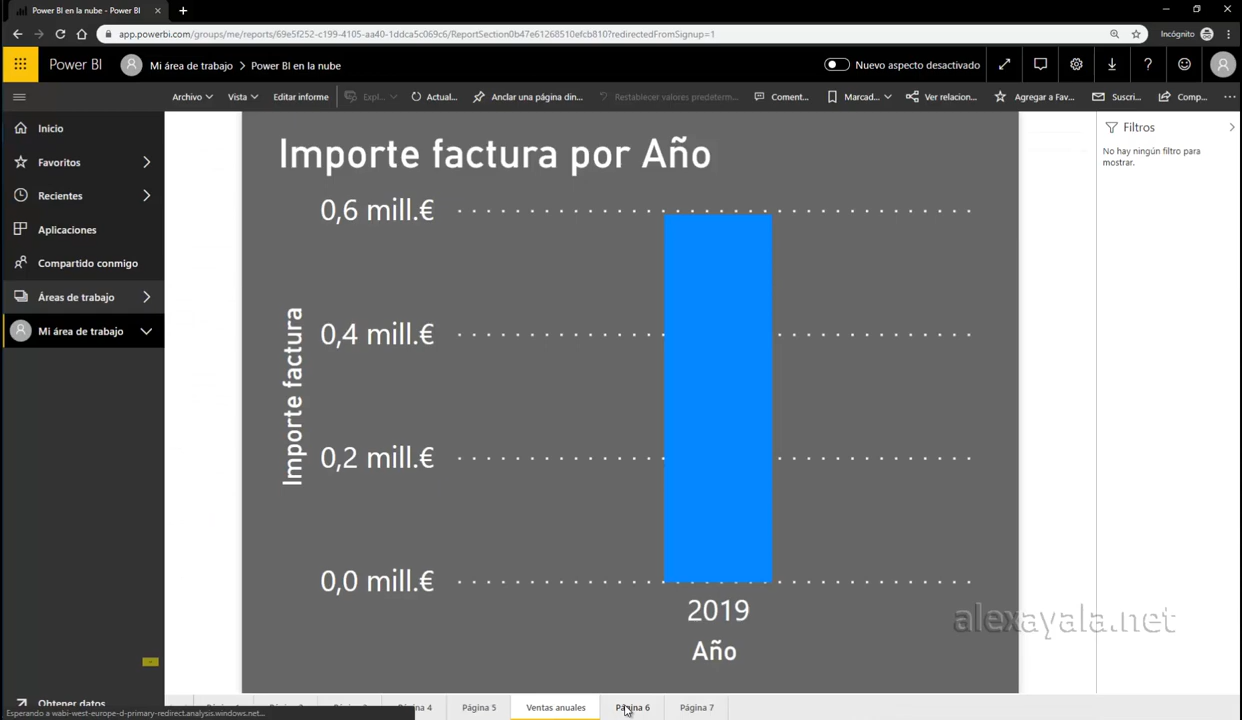 Power BI en la nube - Power BI
app.powerbi.com/groups/me/reports/69e5f252-c199-4105-aa40-1ddca5c069c6/ReportSection0b47e61268510efcb810?redirectedFromSignup=1
Incógnito
Power BI
Mi área de trabajo > Power BI en la nube
Nuevo aspecto desactivado
Archivo
Vista
Editar informe
Expl...
Actual...
Anclar una página din...
Restablecer valores predeterm...
Coment...
Marcad...
Ver relacion...
Agregar a Fav...
Suscri...
Comp...
Inicio
Favoritos
Recientes
Aplicaciones
Compartido conmigo
Áreas de trabajo
Mi área de trabajo
Obtener datos
Importe factura por Año
0,6 mill.€
0,4 mill.€
0,2 mill.€
0,0 mill.€
Importe factura
2019
Año
Filtros
No hay ningún filtro para
mostrar.
alexayala.net
Esperando a wabi-west-europe-d-primary-redirect.analysis.windows.net...
4
Página 5
Ventas anuales
Página 6
Página 7